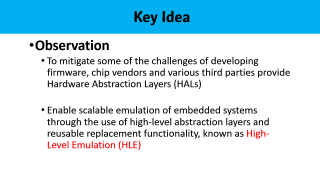 Key Idea
•Observation
• To mitigate some of the challenges of developing
firmware, chip vendors and various third parties provide
Hardware Abstraction Layers (HALs)
• Enable scalable emulation of embedded systems
through the use of high-level abstraction layers and
reusable replacement functionality, known as High-
Level Emulation (HLE)